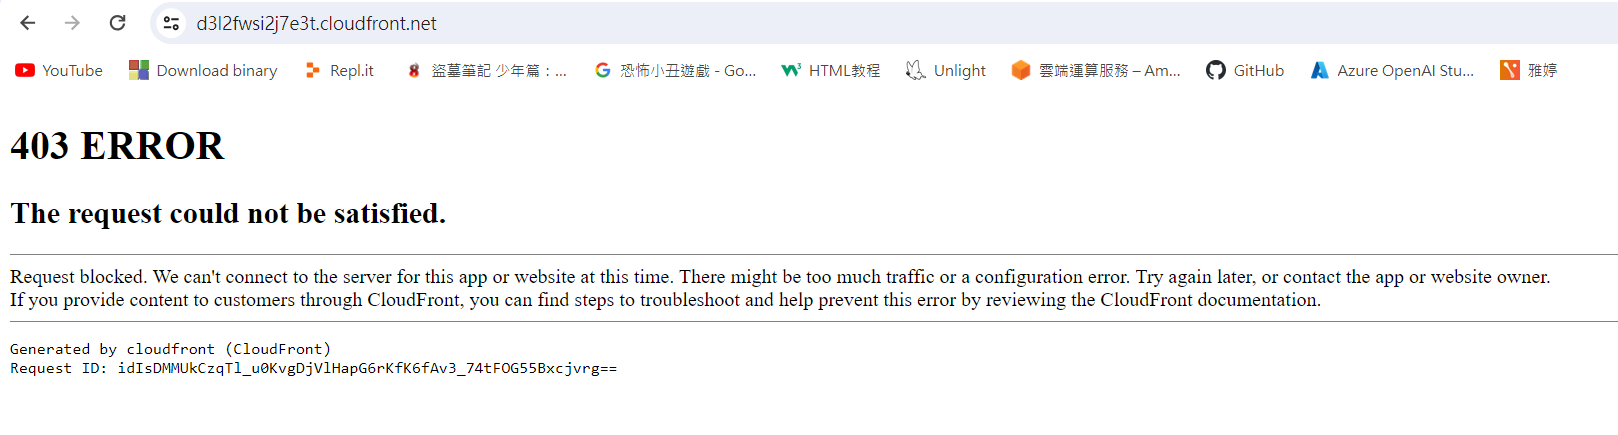 d3l2fwsi2j7e3t.cloudfront.net
YouTube Download binary Repl.it 盜墓筆記 少年篇：... 恐怖小丑遊戲 - Go... HTML教程 Unlight 雲端運算服務 – Am... GitHub Azure OpenAI Stu... 雅婷
403 ERROR
The request could not be satisfied.
Request blocked. We can't connect to the server for this app or website at this time. There might be too much traffic or a configuration error. Try again later, or contact the app or website owner.
If you provide content to customers through CloudFront, you can find steps to troubleshoot and help prevent this error by reviewing the CloudFront documentation.
Generated by cloudfront (CloudFront)
Request ID: idIsDMMUkCzqTl_u0KvgDjVlHapG6rKfK6fAv3_74tFOG55Bxcjvrg==